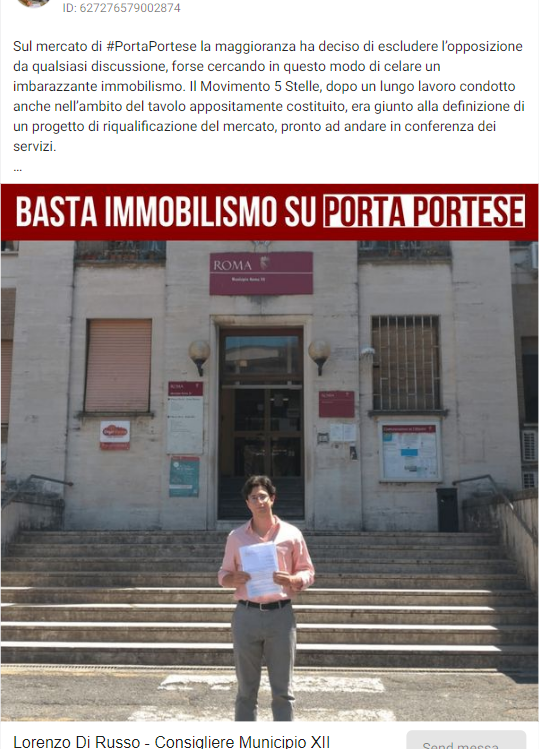 ID: 627276579002874
Sul mercato di #PortaPortese la maggioranza ha deciso di escludere l'opposizione
da qualsiasi discussione, forse cercando in questo modo di celare un
imbarazzante immobilismo. Il Movimento 5 Stelle, dopo un lungo lavoro condotto
anche nell'ambito del tavolo appositamente costituito, era giunto alla definizione di
un progetto di riqualificazione del mercato, pronto ad andare in conferenza dei
servizi.
...
BASTA IMMOBILISMO SU PORTA PORTESE
ROMA
Lorenzo Di Russo - Consigliere Municipio XII
Send messa